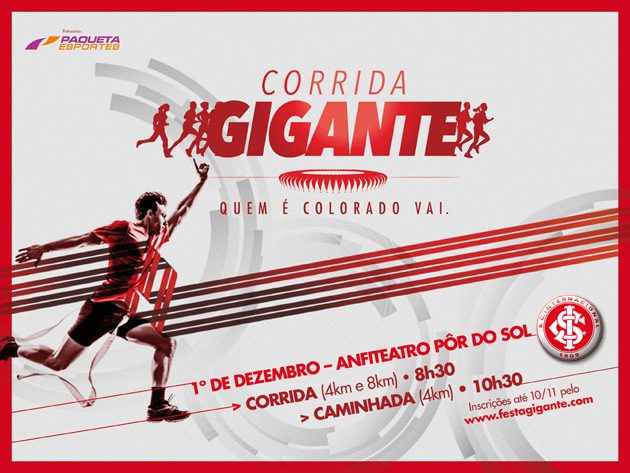 Patrocínio:
PAQUETÁ
ESPORTES
CORRIDA
GIGANTE
QUEM É COLORADO VAI.
1º DE DEZEMBRO – ANFITEATRO PÔR DO SOL
> CORRIDA (4km e 8km) • 8h30
> CAMINHADA (4km) • 10h30
Inscrições até 10/11 pelo
www.festagigante.com
S.C. INTERNACIONAL
1909